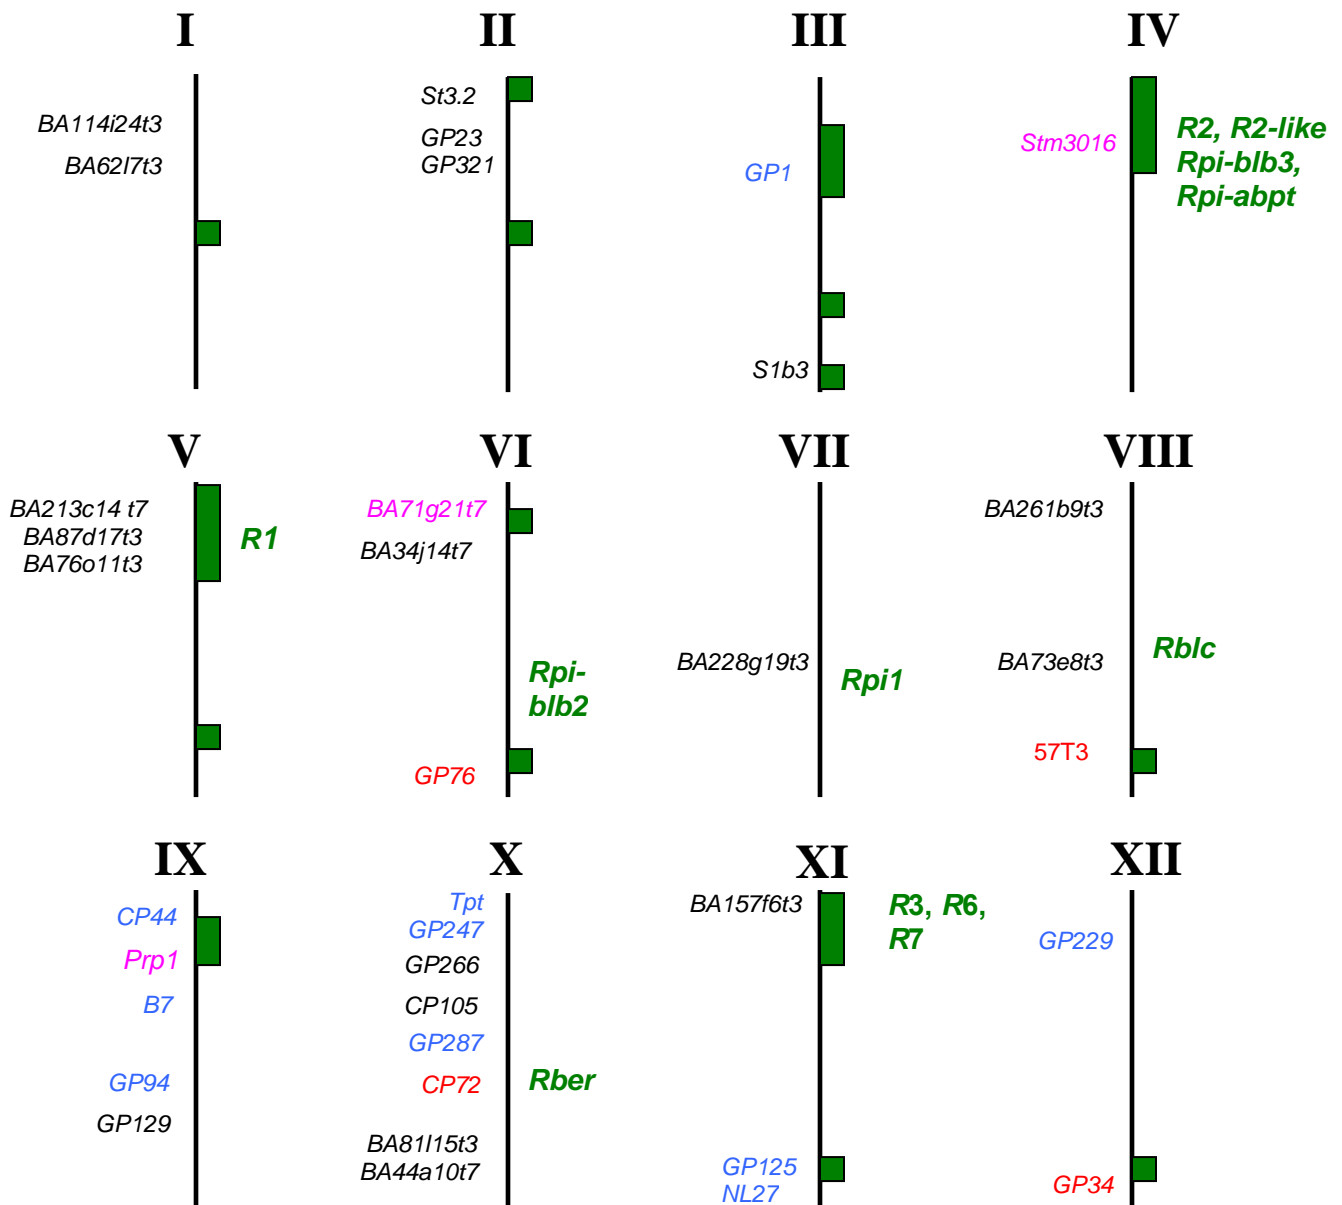 I
BA114i24t3
BA62l7t3
II
St3.2
GP23
GP321
III
GP1
S1b3
IV
Stm3016
R2, R2-like
Rpi-blb3,
Rpi-abpt
V
BA213c14 t7
BA87d17t3
BA76o11t3
R1
VI
BA71g21t7
BA34j14t7
Rpi-
blb2
GP76
VII
BA228g19t3
Rpi1
VIII
BA261b9t3
BA73e8t3
Rblc
57T3
IX
CP44
Prp1
B7
GP94
GP129
X
Tpt
GP247
GP266
CP105
GP287
CP72
Rber
BA81l15t3
BA44a10t7
XI
BA157f6t3
R3, R6,
R7
GP125
NL27
XII
GP229
GP34